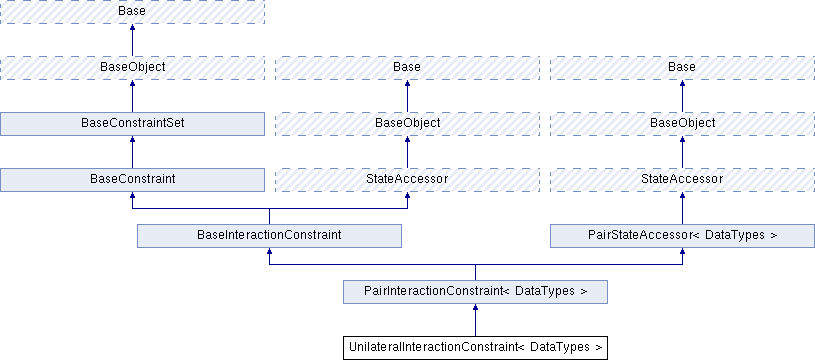 Base
BaseObject
Base
Base
BaseConstraintSet
BaseObject
BaseObject
BaseConstraint
StateAccessor
StateAccessor
BaseInteractionConstraint
PairStateAccessor< DataTypes >
PairInteractionConstraint< DataTypes >
UnilateralInteractionConstraint< DataTypes >